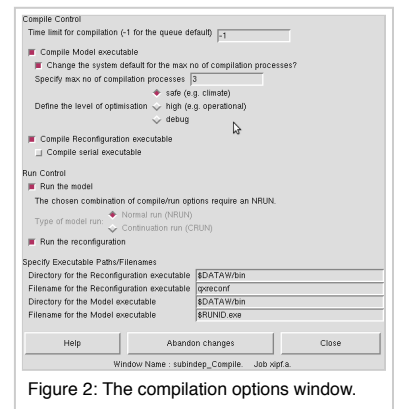 Compile Control
Time limit for compilation (-1 for the queue default) -1
Compile Model executable
Change the system default for the max no of compilation processes?
Specify max no of compilation processes 3
safe (e.g. climate)
Define the level of optimisation high (e.g. operational)
debug
Compile Reconfiguration executable
Compile serial executable
Run Control
Run the model
The chosen combination of compile/run options require an NRUN.
Type of model run: Normal run (NRUN)
Continuation run (CRUN)
Run the reconfiguration
Specify Executable Paths/Filenames
Directory for the Reconfiguration executable $DATAW/bin
Filename for the Reconfiguration executable qxreconf
Directory for the Model executable $DATAW/bin
Filename for the Model executable $RUNID.exe
Help Abandon changes Close
Window Name : subindep_Compile. Job xipf.a.
Figure 2: The compilation options window.